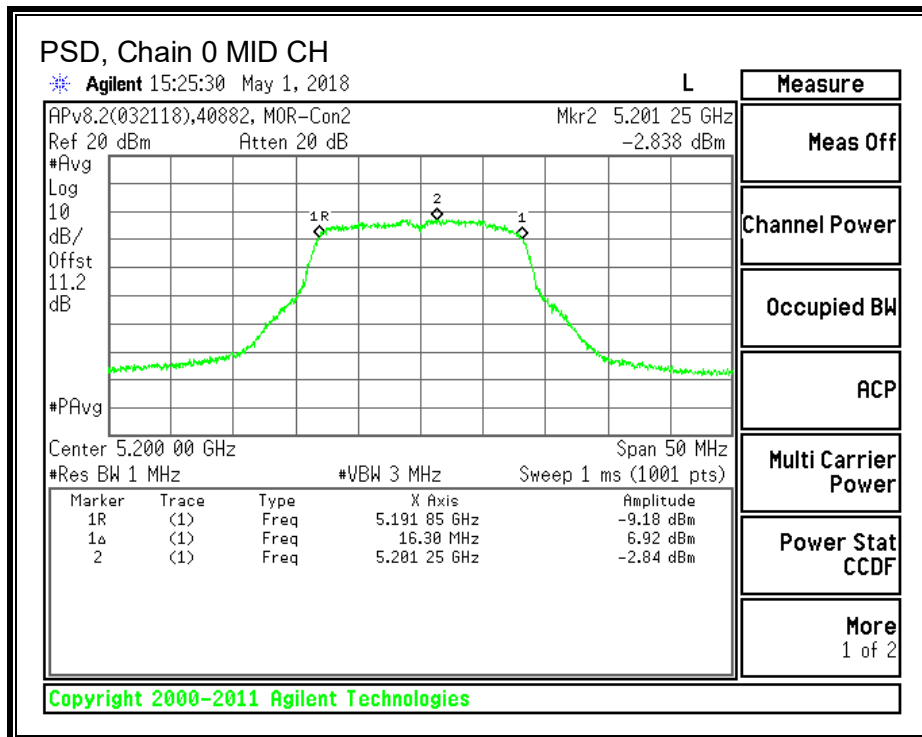 PSD, Chain 0 MID CH
Agilent 15:25:30 May 1, 2018 L
APv8.2(032118),40882, MOR-Con2 Mkr2 5.201 25 GHz
Ref 20 dBm Atten 20 dB -2.838 dBm
#Avg
Log
10
dB/
Offst
11.2
dB
#PAvg
1R
2
1
Center 5.200 00 GHz Span 50 MHz
#Res BW 1 MHz #VBW 3 MHz Sweep 1 ms (1001 pts)
Marker Trace Type X Axis Amplitude
1R (1) Freq 5.191 85 GHz -9.18 dBm
1△ (1) Freq 16.30 MHz 6.92 dBm
2 (1) Freq 5.201 25 GHz -2.84 dBm
Copyright 2000-2011 Agilent Technologies
Measure
Meas Off
Channel Power
Occupied BW
ACP
Multi Carrier
Power
Power Stat
CCDF
More
1 of 2